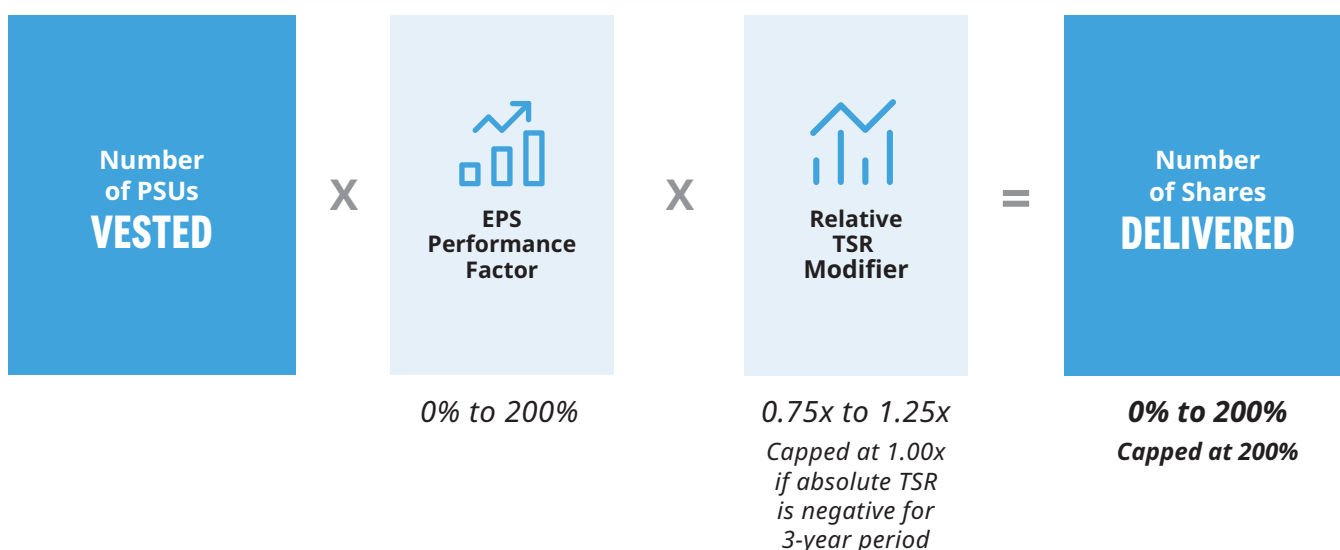 Number
of PSUs
VESTED
X
EPS
Performance
Factor
X
Relative
TSR
Modifier
=
Number
of Shares
DELIVERED
0% to 200%
0.75x to 1.25x
Capped at 1.00x
if absolute TSR
is negative for
3-year period
0% to 200%
Capped at 200%